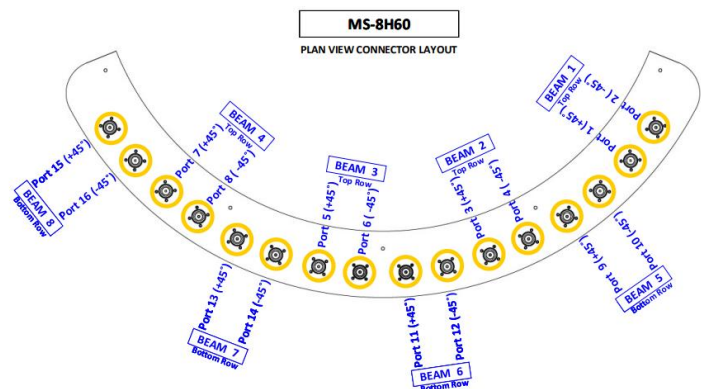 MS-8H60
PLAN VIEW CONNECTOR LAYOUT
BEAM 1
Top Row
Port 1 (+45°)
Port 2 (-45°)
BEAM 4
Top Row
Port 7 (+45°)
Port 8 (-45°)
BEAM 3
Top Row
Port 5 (+45°)
Port 6 (-45°)
BEAM 2
Top Row
Port 3 (+45°)
Port 4 (-45°)
Port 15 (+45°)
Port 16 (-45°)
BEAM 8
Bottom Row
Port 13 (+45°)
Port 14 (-45°)
BEAM 7
Bottom Row
Port 11 (+45°)
Port 12 (-45°)
BEAM 6
Bottom Row
Port 9 (+45°)
Port 10 (-45°)
BEAM 5
Bottom Row